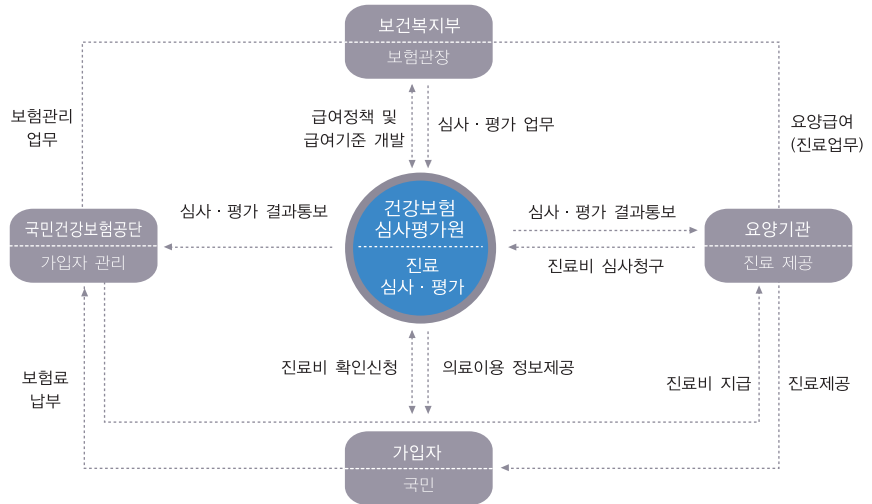 보건복지부
보험관장
보험관리
업무
급여정책 및
급여기준 개발
심사 · 평가 업무
요양급여
(진료업무)
국민건강보험공단
가입자 관리
심사 · 평가 결과통보
건강보험
심사평가원
진료
심사 · 평가
심사 · 평가 결과통보
진료비 심사청구
요양기관
진료 제공
보험료
납부
진료비 확인신청
의료이용 정보제공
진료비 지급
진료제공
가입자
국민